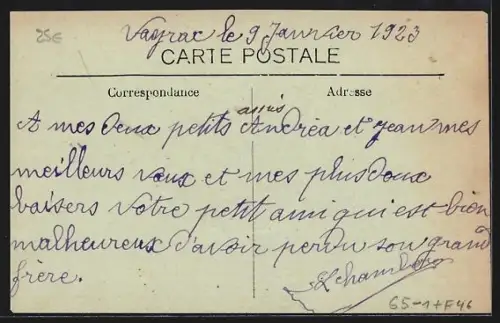 25€
Vayrac le 9 Janvier 1923
CARTE POSTALE
Correspondance
Adresse
amis
A mes deux petits Andréa et Jean mes
meilleurs vœux et mes plus doux
baisers Votre petit ami qui est bien
malheureux d'avoir perdu son grand
frère.
65-1+F46